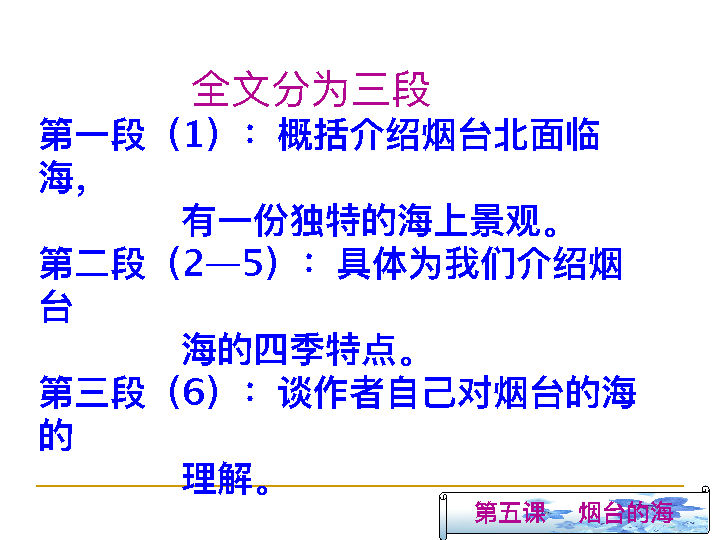 全文分为三段
第一段（1）：概括介绍烟台北面临
海，
有一份独特的海上景观。
第二段（2—5）：具体为我们介绍烟
台
海的四季特点。
第三段（6）：谈作者自己对烟台的海
的
理解。
第五课 烟台的海